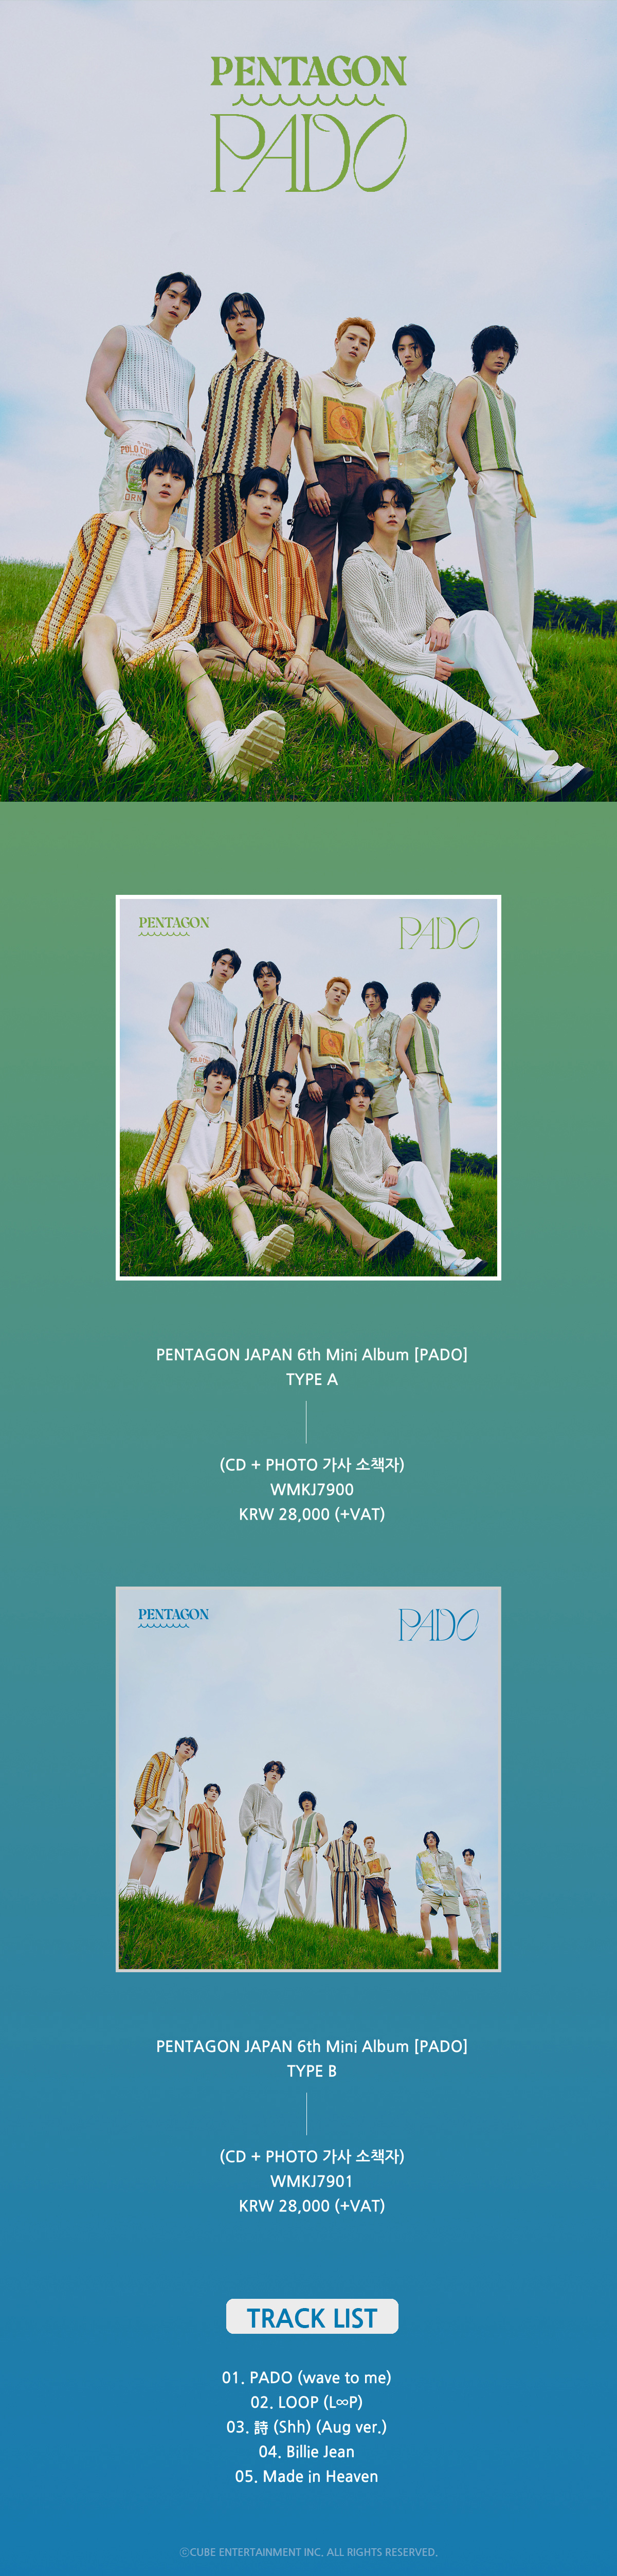 PENTAGON
PADO
PENTAGON
PADO
PENTAGON JAPAN 6th Mini Album [PADO]
TYPE A
(CD + PHOTO 가사 소책자)
WMKJ7900
KRW 28,000 (+VAT)
PENTAGON
PADO
PENTAGON JAPAN 6th Mini Album [PADO]
TYPE B
(CD + PHOTO 가사 소책자)
WMKJ7901
KRW 28,000 (+VAT)
TRACK LIST
01. PADO (wave to me)
02. LOOP (L∞P)
03. 詩 (Shh) (Aug ver.)
04. Billie Jean
05. Made in Heaven
ⓒCUBE ENTERTAINMENT INC. ALL RIGHTS RESERVED.